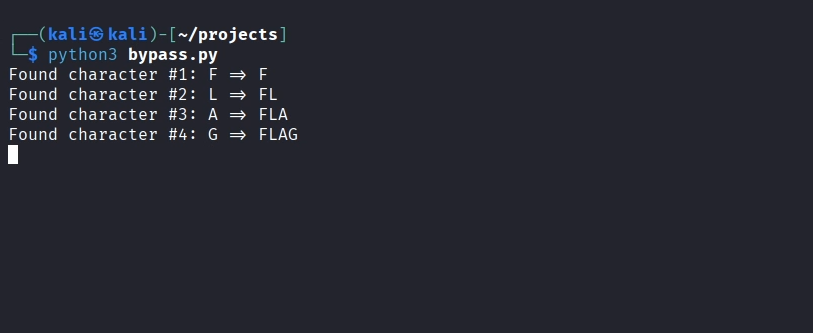 ┌──(kali㉿kali)-[~/projects]
└─$ python3 bypass.py
Found character #1: F ⇒ F
Found character #2: L ⇒ FL
Found character #3: A ⇒ FLA
Found character #4: G ⇒ FLAG